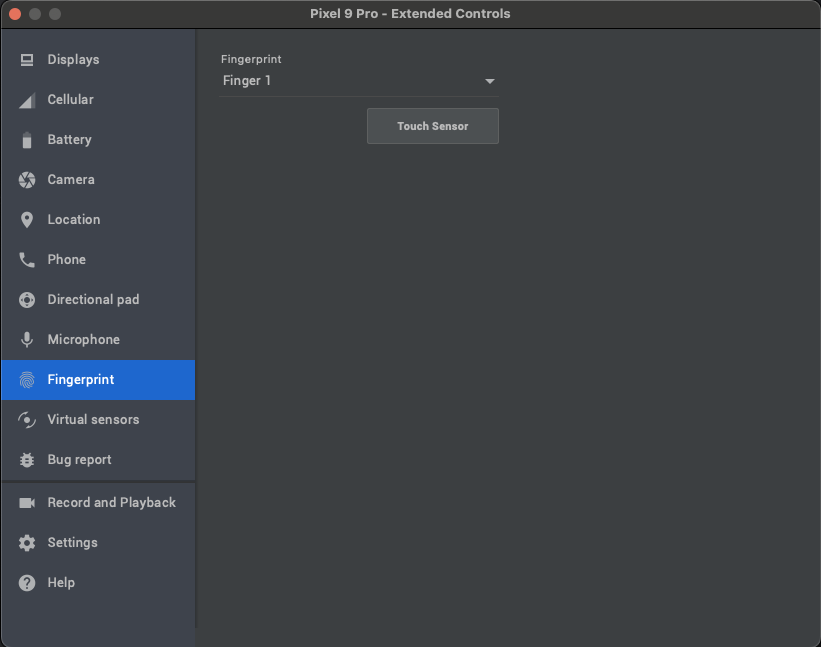 Pixel 9 Pro - Extended Controls
Displays
Cellular
Battery
Camera
Location
Phone
Directional pad
Microphone
Fingerprint
Virtual sensors
Bug report
Record and Playback
Settings
Help
Fingerprint
Finger 1
Touch Sensor